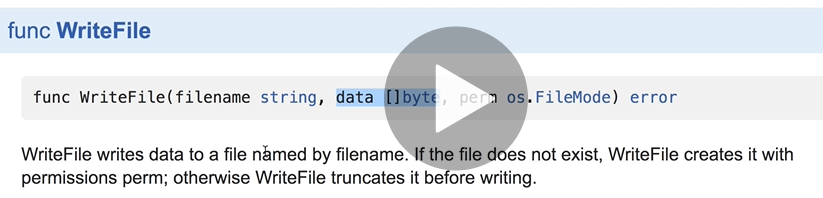 func WriteFile
func WriteFile(filename string, data []byte, perm os.FileMode) error
WriteFile writes data to a file named by filename. If the file does not exist, WriteFile creates it with
permissions perm; otherwise WriteFile truncates it before writing.